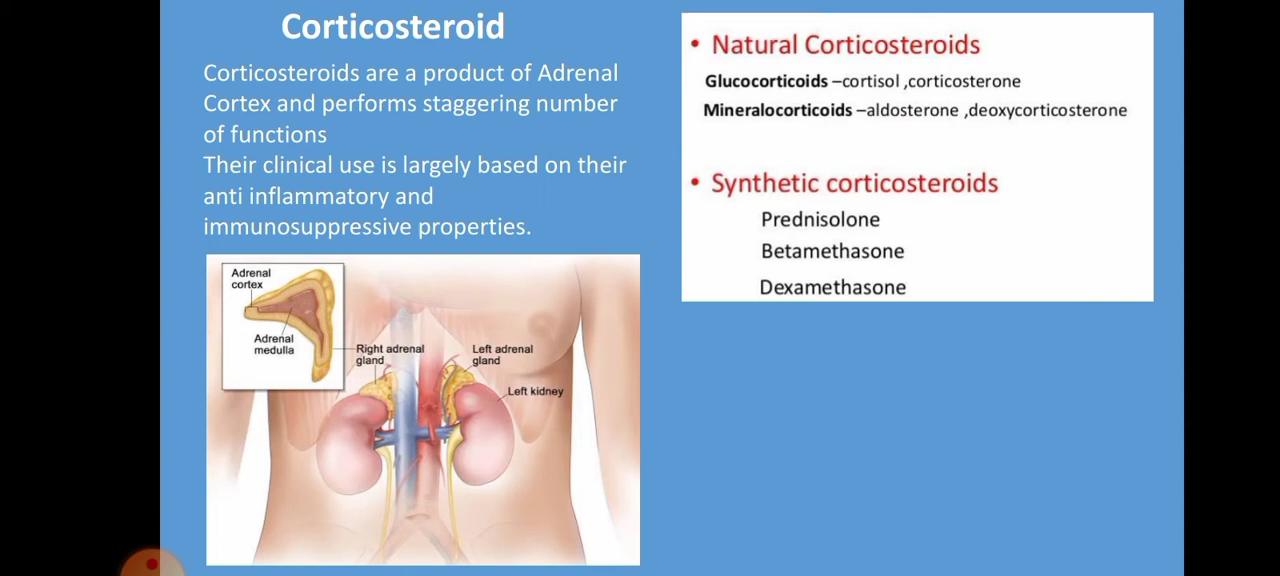 Corticosteroid
Corticosteroids are a product of Adrenal
Cortex and performs staggering number
of functions
Their clinical use is largely based on their
anti inflammatory and
immunosuppressive properties.
Adrenal
cortex
Adrenal
medulla
Right adrenal
gland
Left adrenal
gland
Left kidney
• Natural Corticosteroids
Glucocorticoids –cortisol ,corticosterone
Mineralocorticoids –aldosterone ,deoxycorticosterone
• Synthetic corticosteroids
Prednisolone
Betamethasone
Dexamethasone